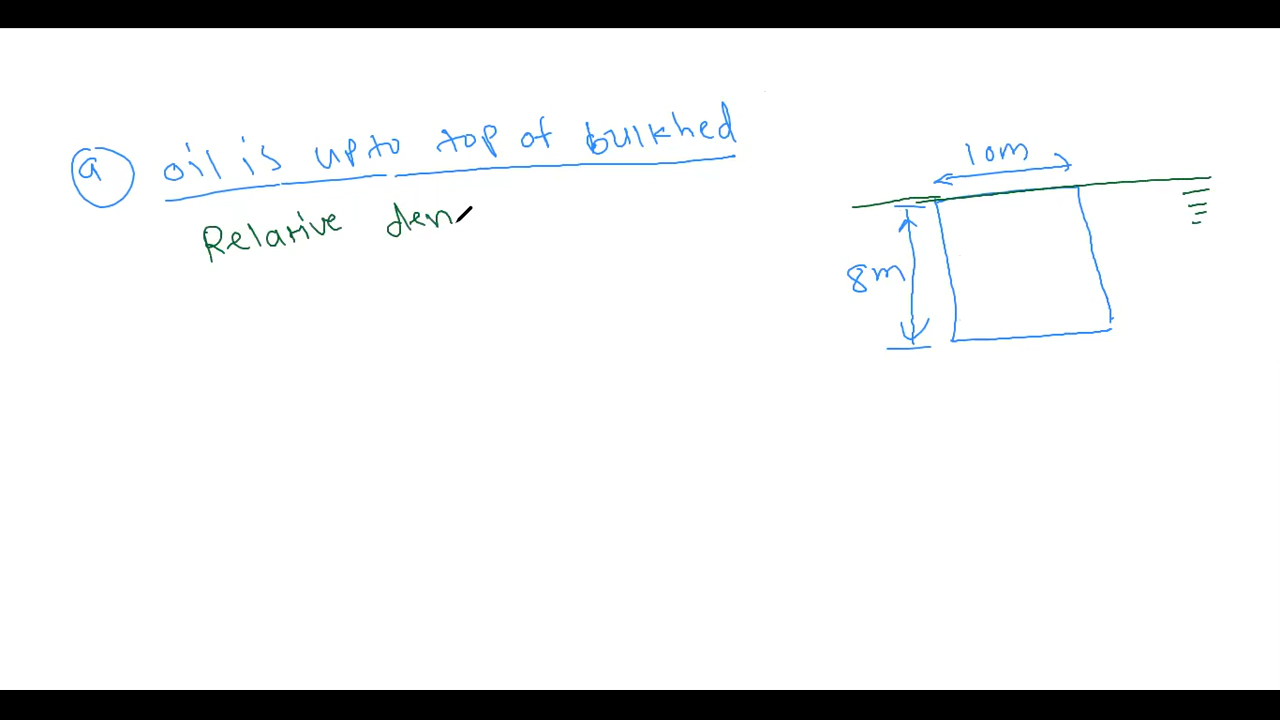 a oil is upto top of bulkhed
Relative den
10m
8m